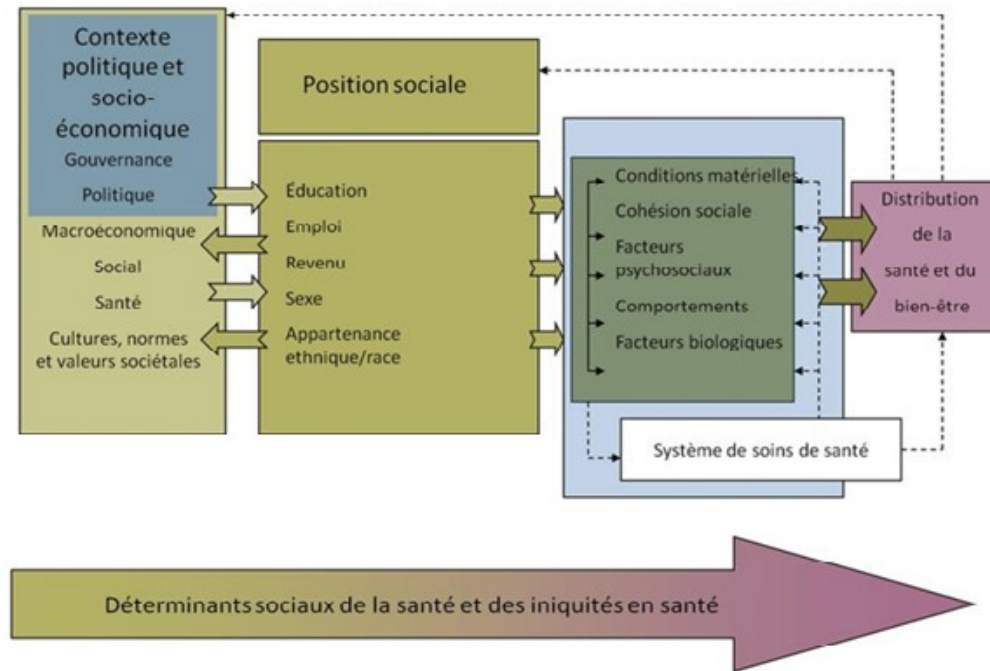 Contexte
politique et
socio-
économique
Gouvernance
Politique
Macroéconomique
Social
Santé
Cultures, normes
et valeurs sociétales
Position sociale
Éducation
Emploi
Revenu
Sexe
Appartenance
ethnique/race
Conditions matérielles
Cohésion sociale
Facteurs
psychosociaux
Comportements
Facteurs biologiques
Système de soins de santé
Distribution
de la
santé et du
bien-être
Déterminants sociaux de la santé et des iniquités en santé